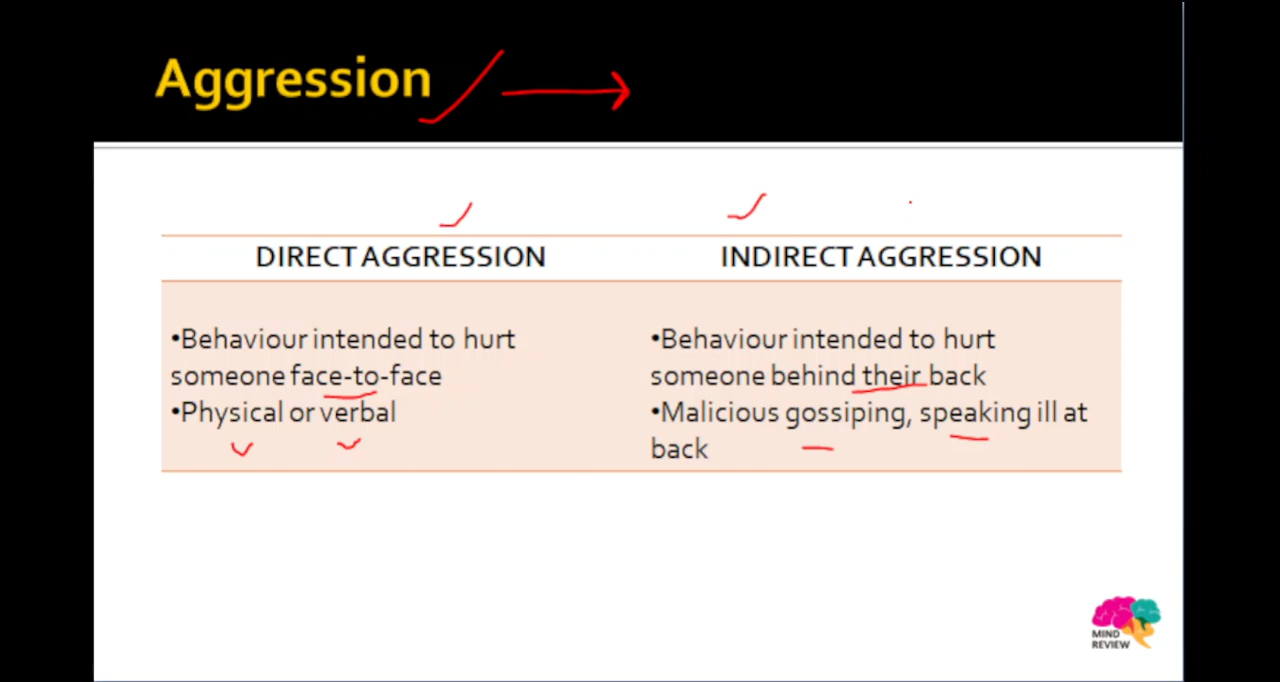 Aggression
DIRECT AGGRESSION
INDIRECT AGGRESSION
•Behaviour intended to hurt
someone face-to-face
•Physical or verbal
•Behaviour intended to hurt
someone behind their back
•Malicious gossiping, speaking ill at
back
MIND
REVIEW